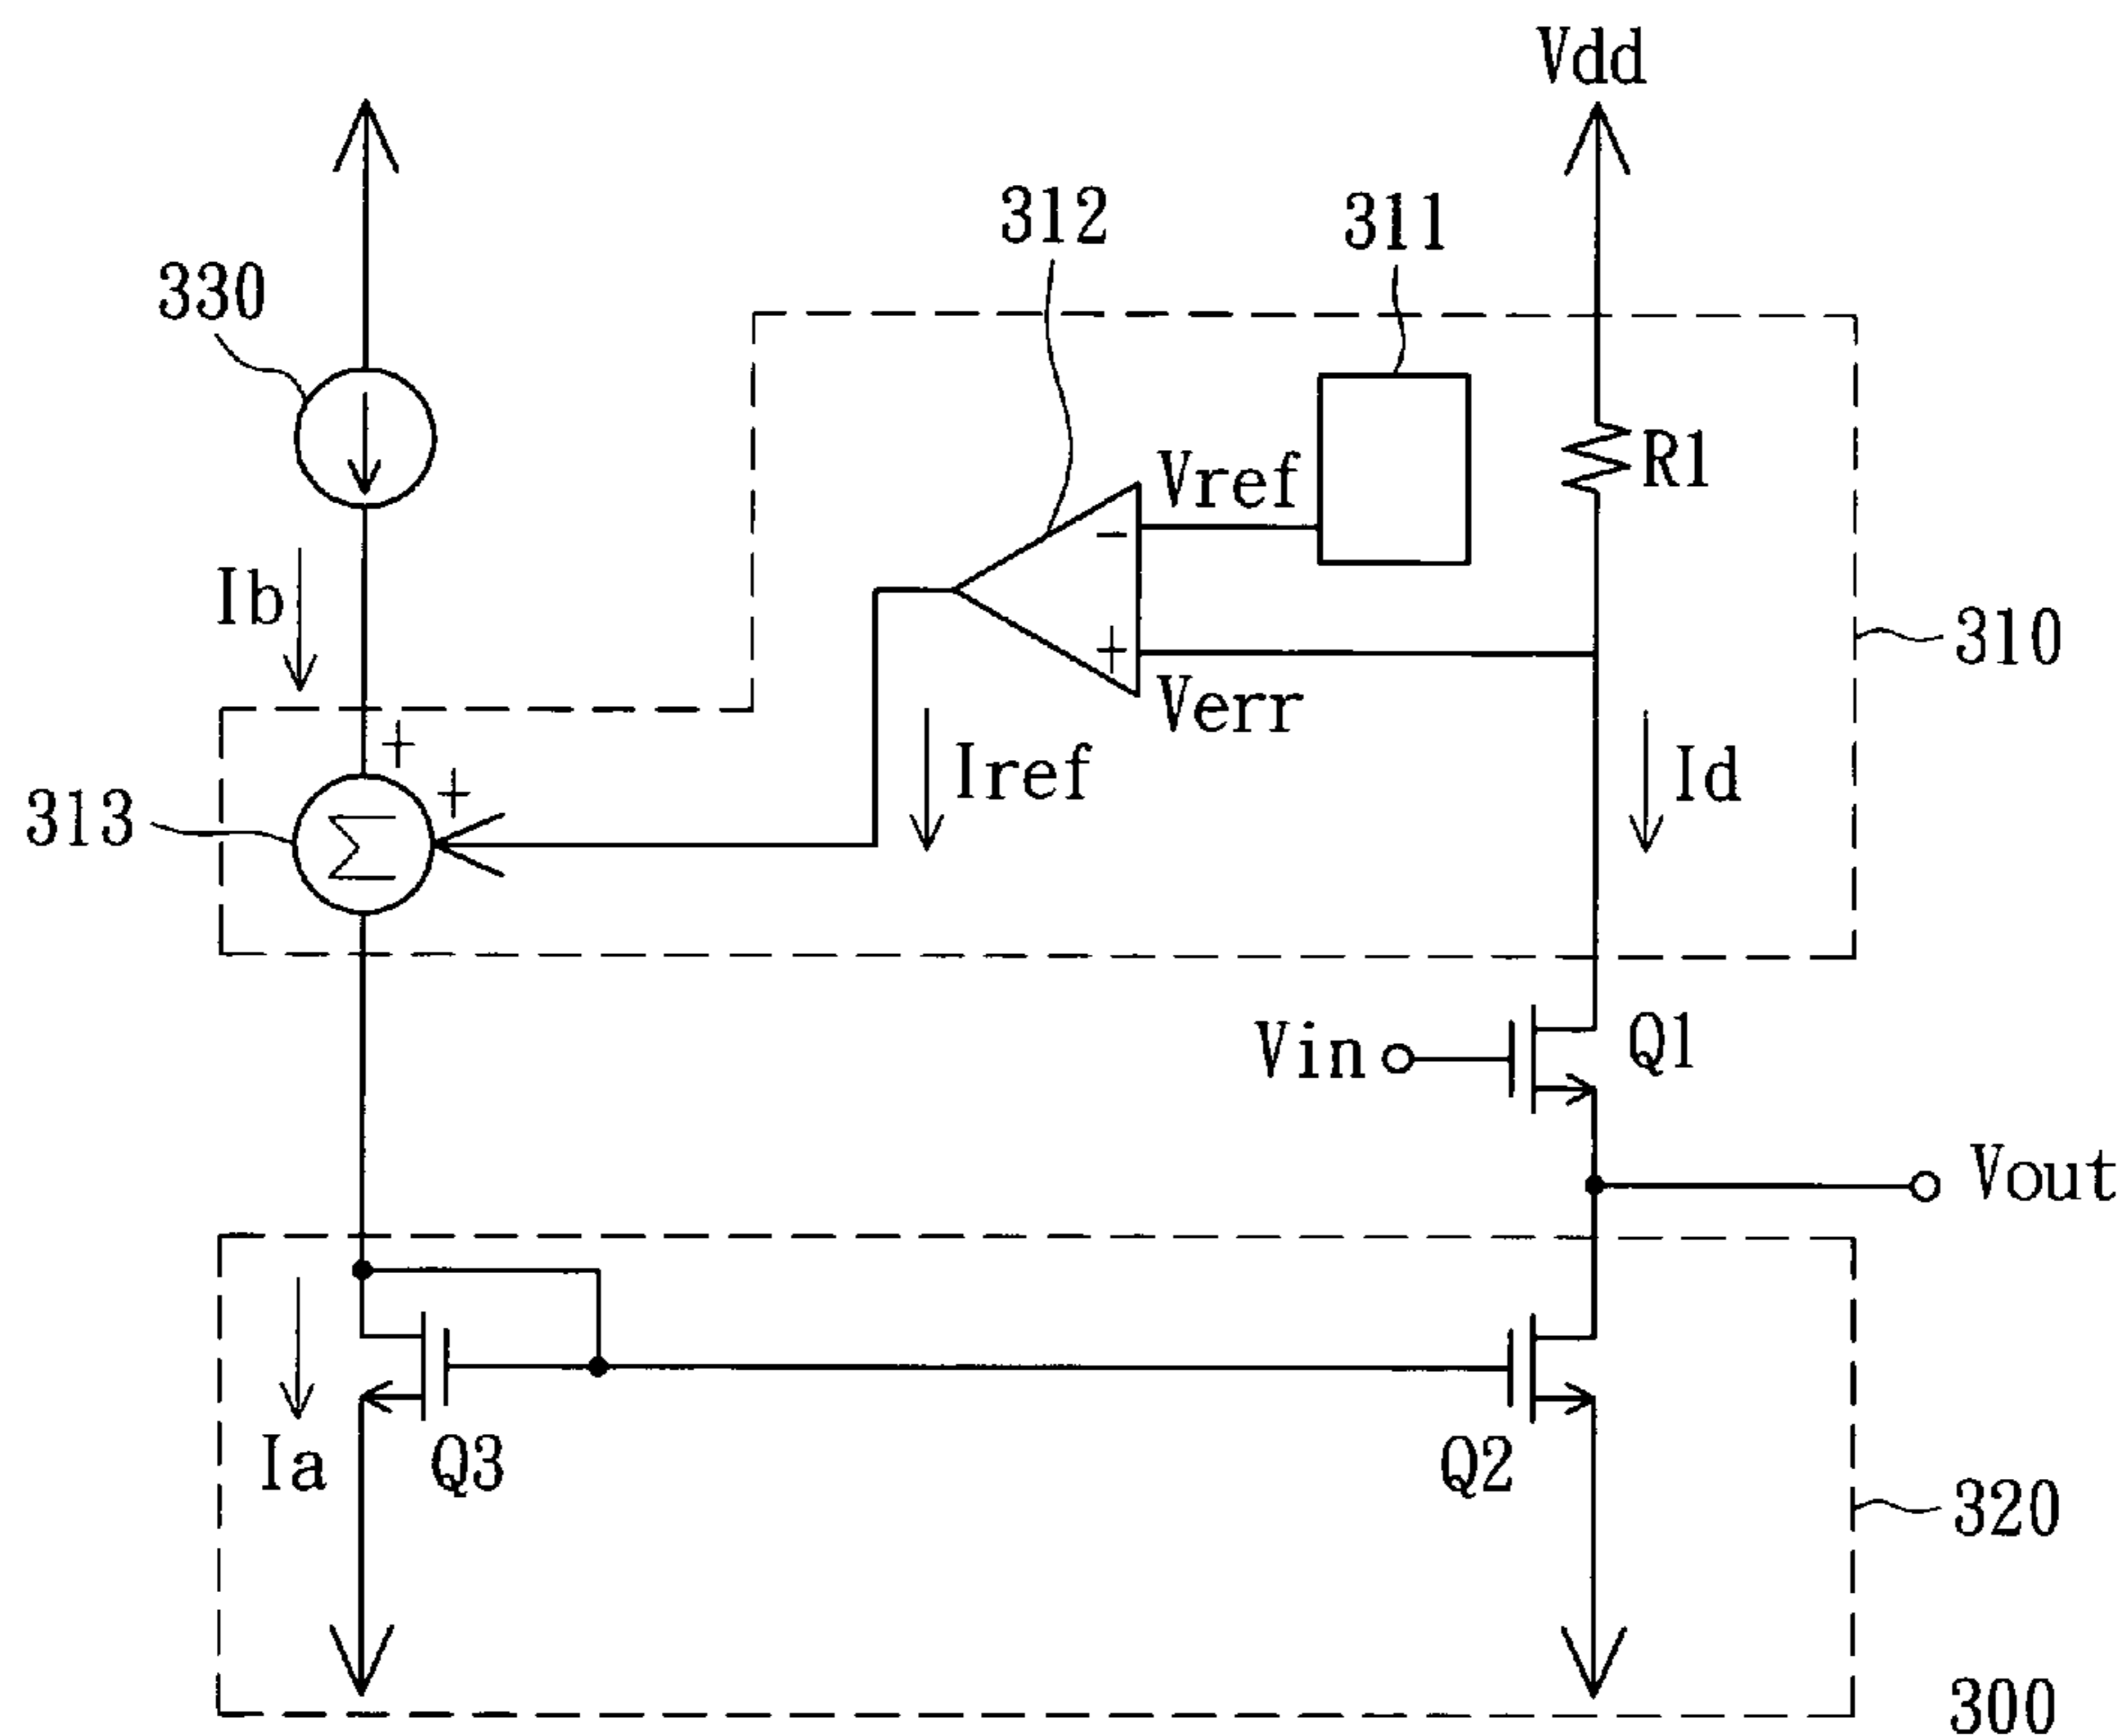 Vdd
312
311
330
Vref
R1
-
Ib
+
310
Verr
+
+
Iref
Id
313
Σ
Vin
Q1
Vout
Ia
Q3
Q2
320
300